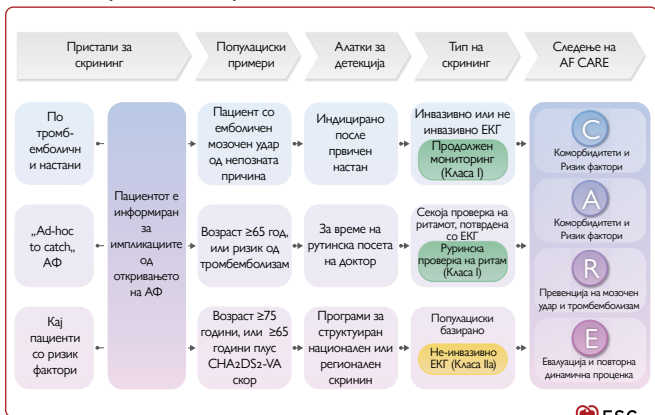 Пристапи за
скрининг
Популациски
примери
Алатки за
детекција
Тип на
скрининг
Следење на
AF CARE
По
тромб-
емболичн
и настани
Пациентот е
информиран
за
импликациите
од
откривањето
на АФ
Пациент со
емболичен
мозочен удар
од непозната
причина
Индицирано
после
првичен
настан
Инвазивно или не
инвазивно ЕКГ
Продолжен
мониторинг
(Класа I)
C
Коморбидитети и
Ризик фактори
„Ad-hoc
to catch„
АФ
Возраст ≥65 год,
или ризик од
тромбемболизам
За време на
рутинска посета
на доктор
Секоја проверка на
ритамот, потврдена
со ЕКГ
Руринска
проверка на ритам
(Класа I)
A
Коморбидитети и
Ризик фактори
R
Превенција на мозочен
удар и тромбемболизам
Кај
пациенти
со ризик
фактори
Возраст ≥75
години, или ≥65
години плус
CHA2DS2-VA
скор
Програми за
структуиран
национален или
регионален
скринин
Популациски
базирано
Не-инвазивно
ЕКГ (Класа IIa)
E
Евалуација и повторна
динамична проценка
ESC